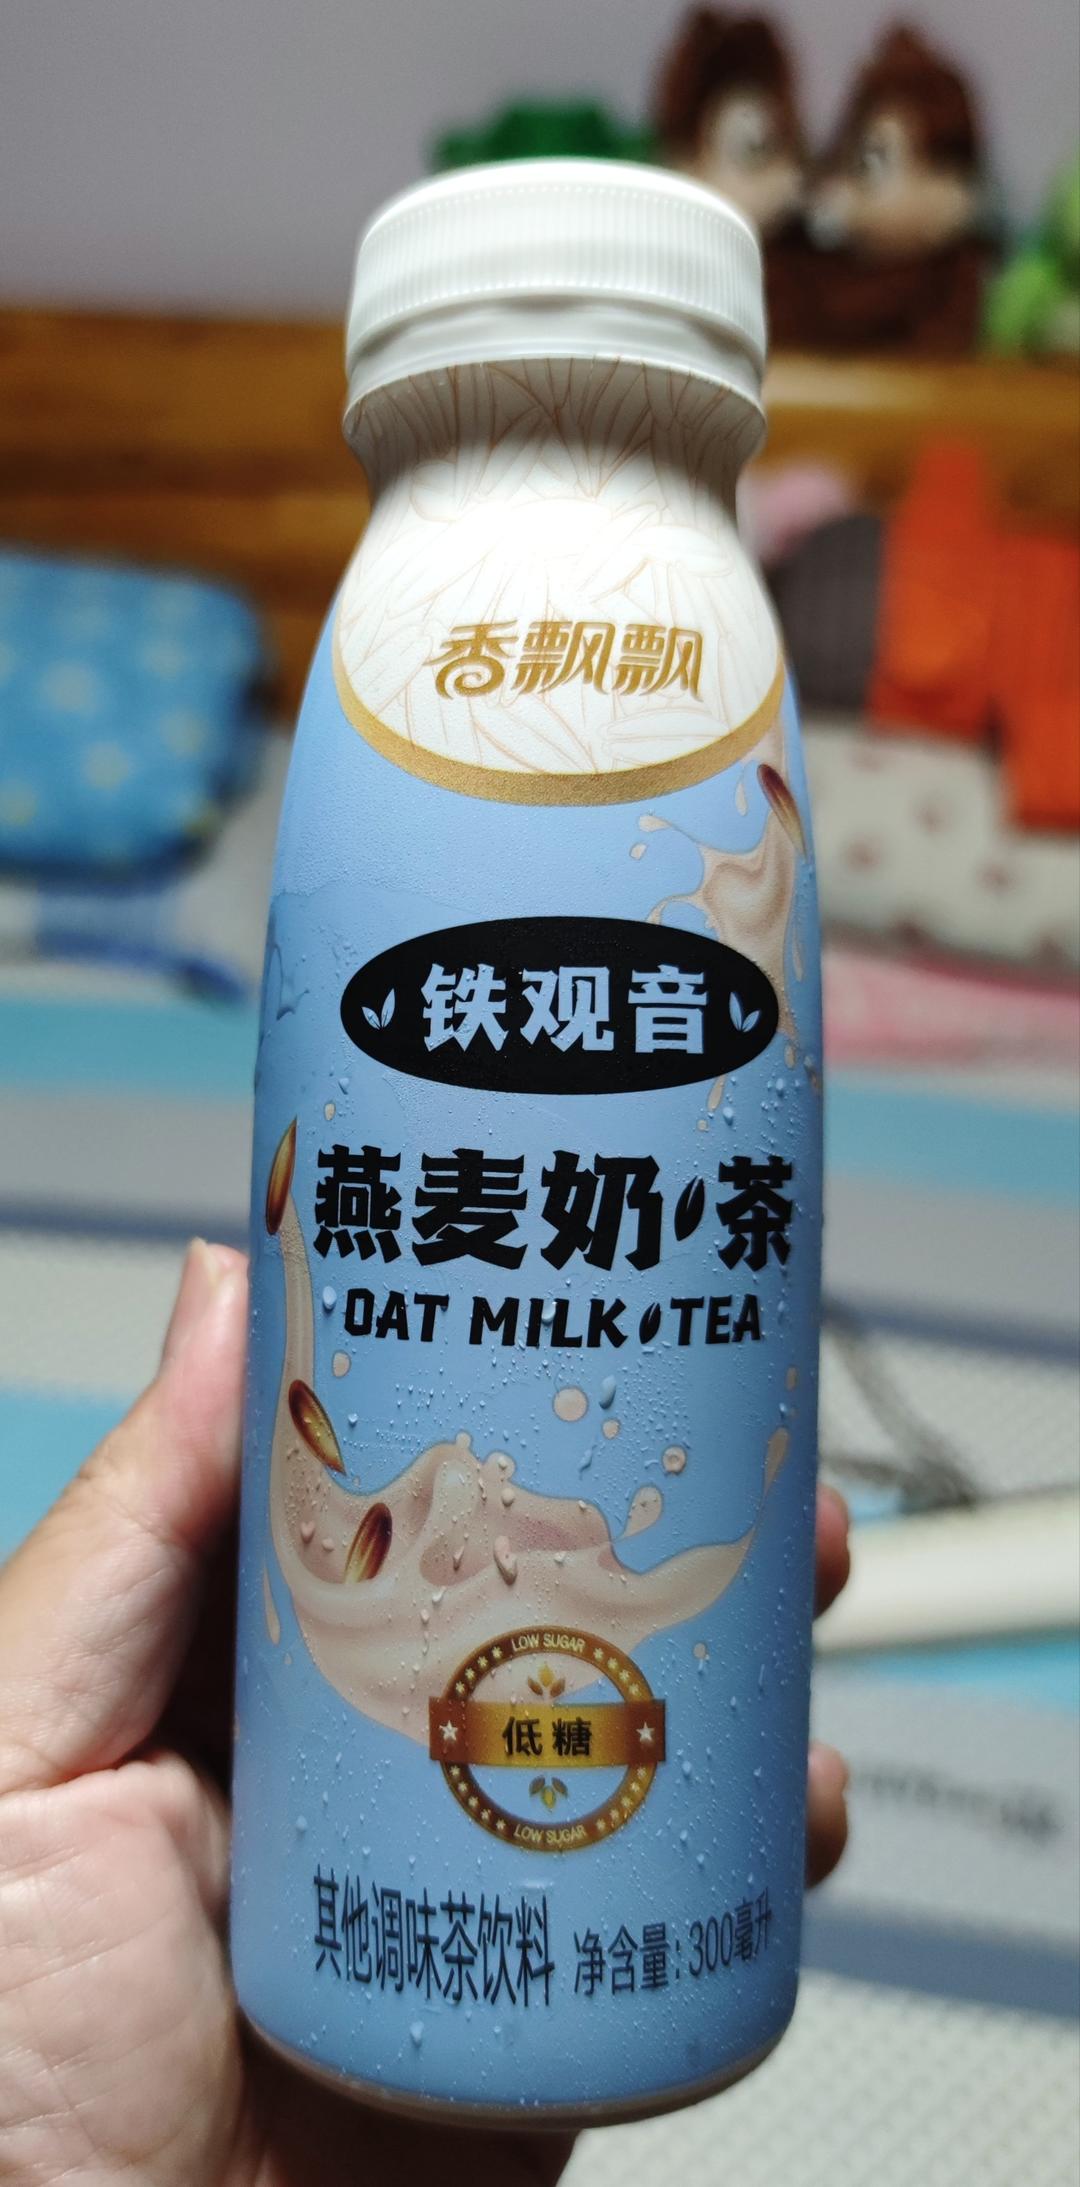 香飘飘
铁观音
燕麦奶茶
OAT MILK TEA
LOW SUGAR
低糖
LOW SUGAR
其他调味茶饮料 净含量:300毫升